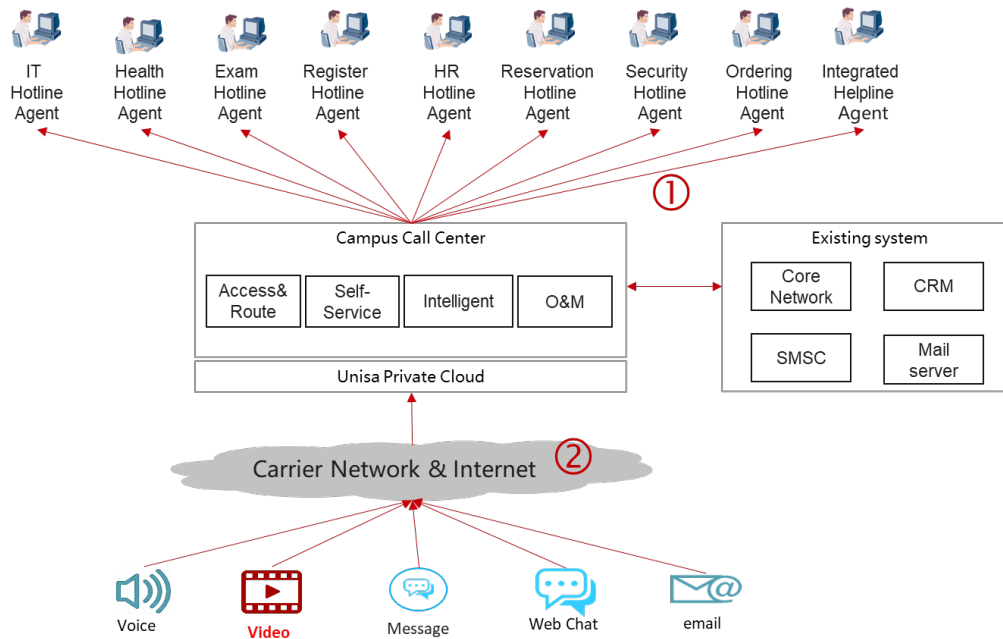 IT
Hotline
Agent
Health
Hotline
Agent
Exam
Hotline
Agent
Register
Hotline
Agent
HR
Hotline
Agent
Reservation
Hotline
Agent
Security
Hotline
Agent
Ordering
Hotline
Agent
Integrated
Helpline
Agent
①
Campus Call Center
Access&
Route
Self-
Service
Intelligent
O&M
Unisa Private Cloud
Existing system
Core
Network
CRM
SMSC
Mail
server
Carrier Network & Internet
②
Voice
Video
Message
Web Chat
@
email